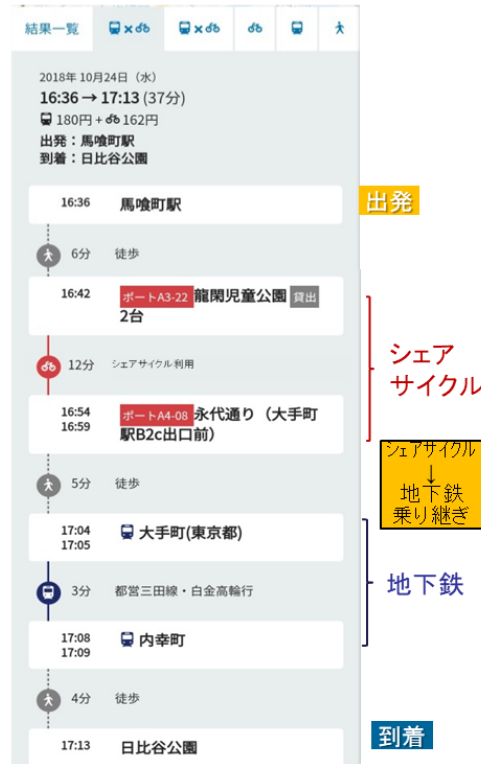 結果一覧
2018年10月24日（水）
16:36 → 17:13 (37分)
180円 + 162円
出発：馬喰町駅
到着：日比谷公園
16:36 馬喰町駅
出発
6分 徒歩
16:42 ポートA3-22 龍閑児童公園 貸出
2台
シェア
サイクル
12分 シェアサイクル利用
16:54 ポートA4-08 永代通り（大手町
16:59 駅B2c出口前）
シェアサイクル
↓
地下鉄
乗り継ぎ
5分 徒歩
17:04 大手町(東京都)
17:05
地下鉄
3分 都営三田線・白金高輪行
17:08 内幸町
17:09
4分 徒歩
到着
17:13 日比谷公園